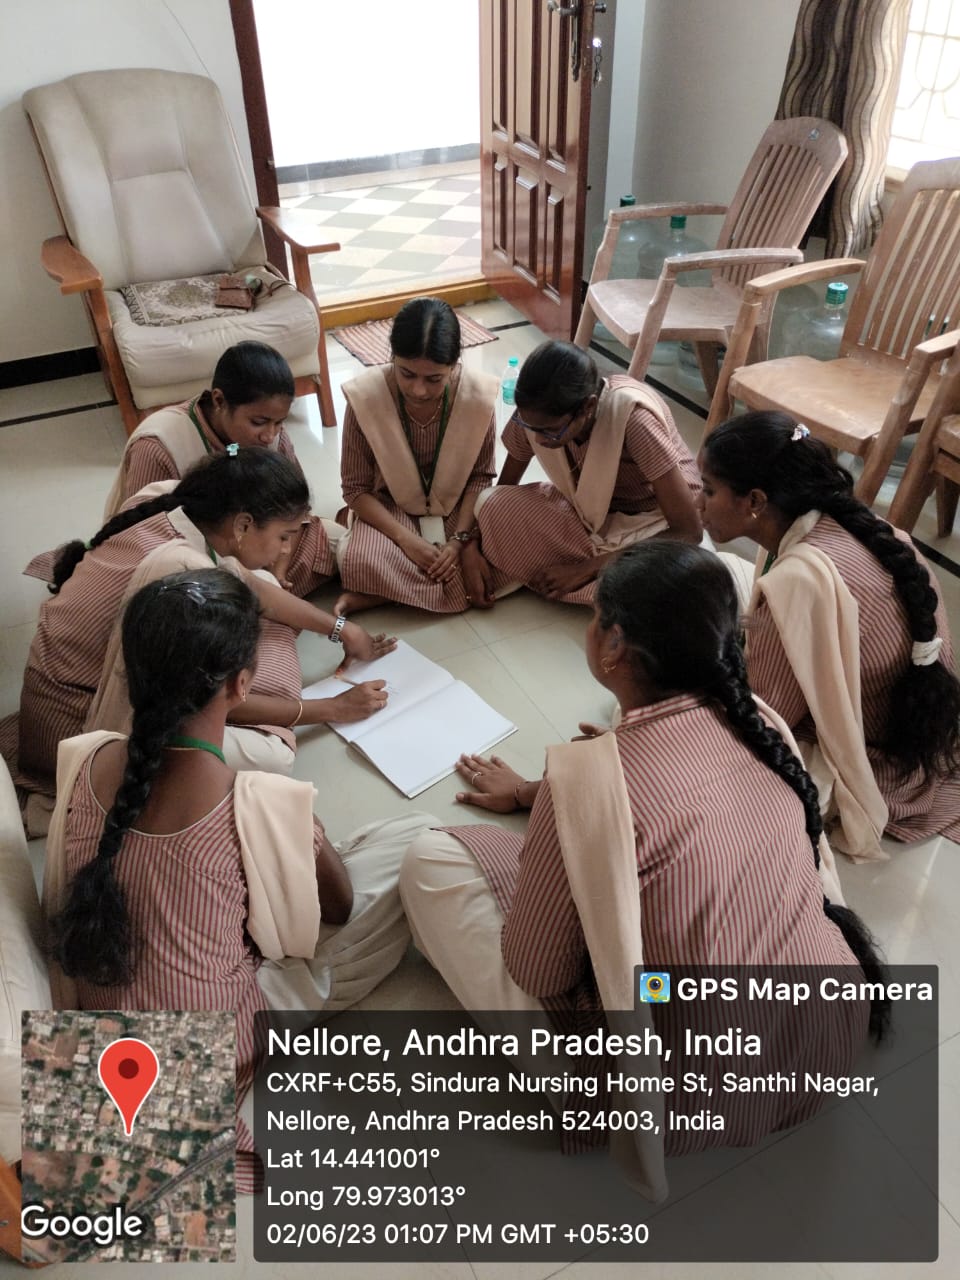 GPS Map Camera
Nellore, Andhra Pradesh, India
CXRF+C55, Sindura Nursing Home St, Santhi Nagar,
Nellore, Andhra Pradesh 524003, India
Lat 14.441001°
Long 79.973013°
02/06/23 01:07 PM GMT +05:30
Google